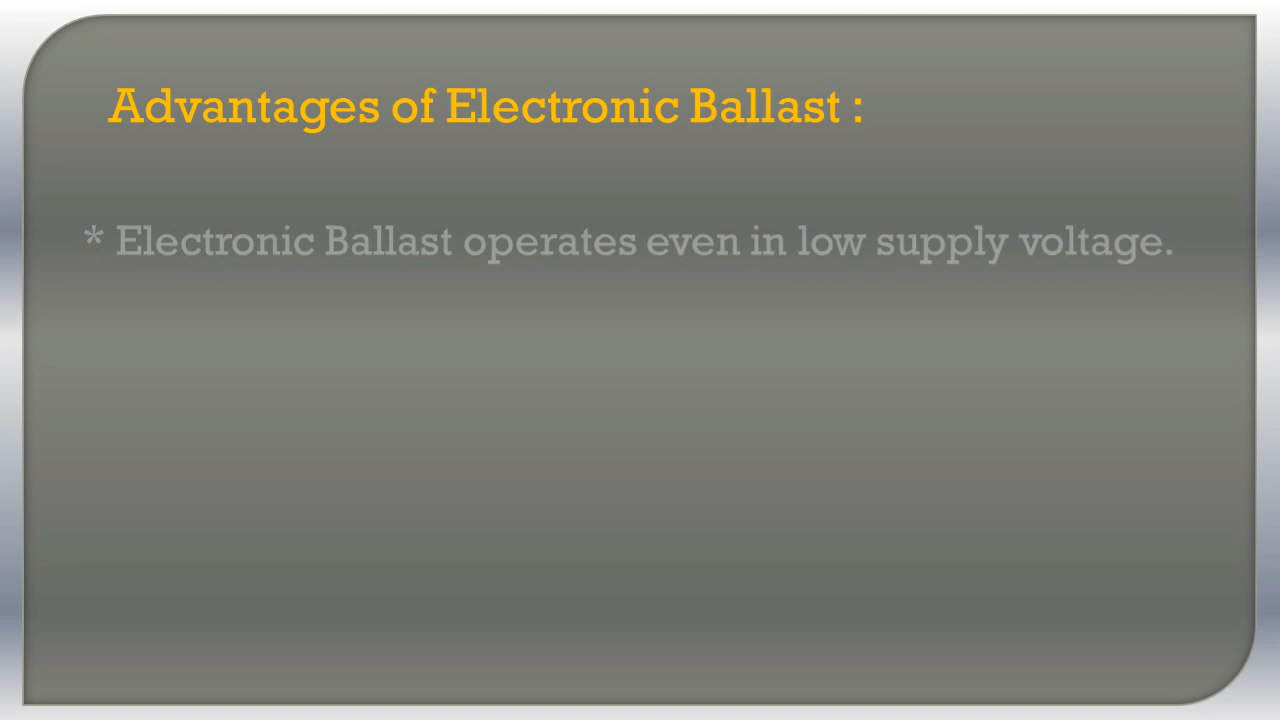 Advantages of Electronic Ballast :
* Electronic Ballast operates even in low supply voltage.